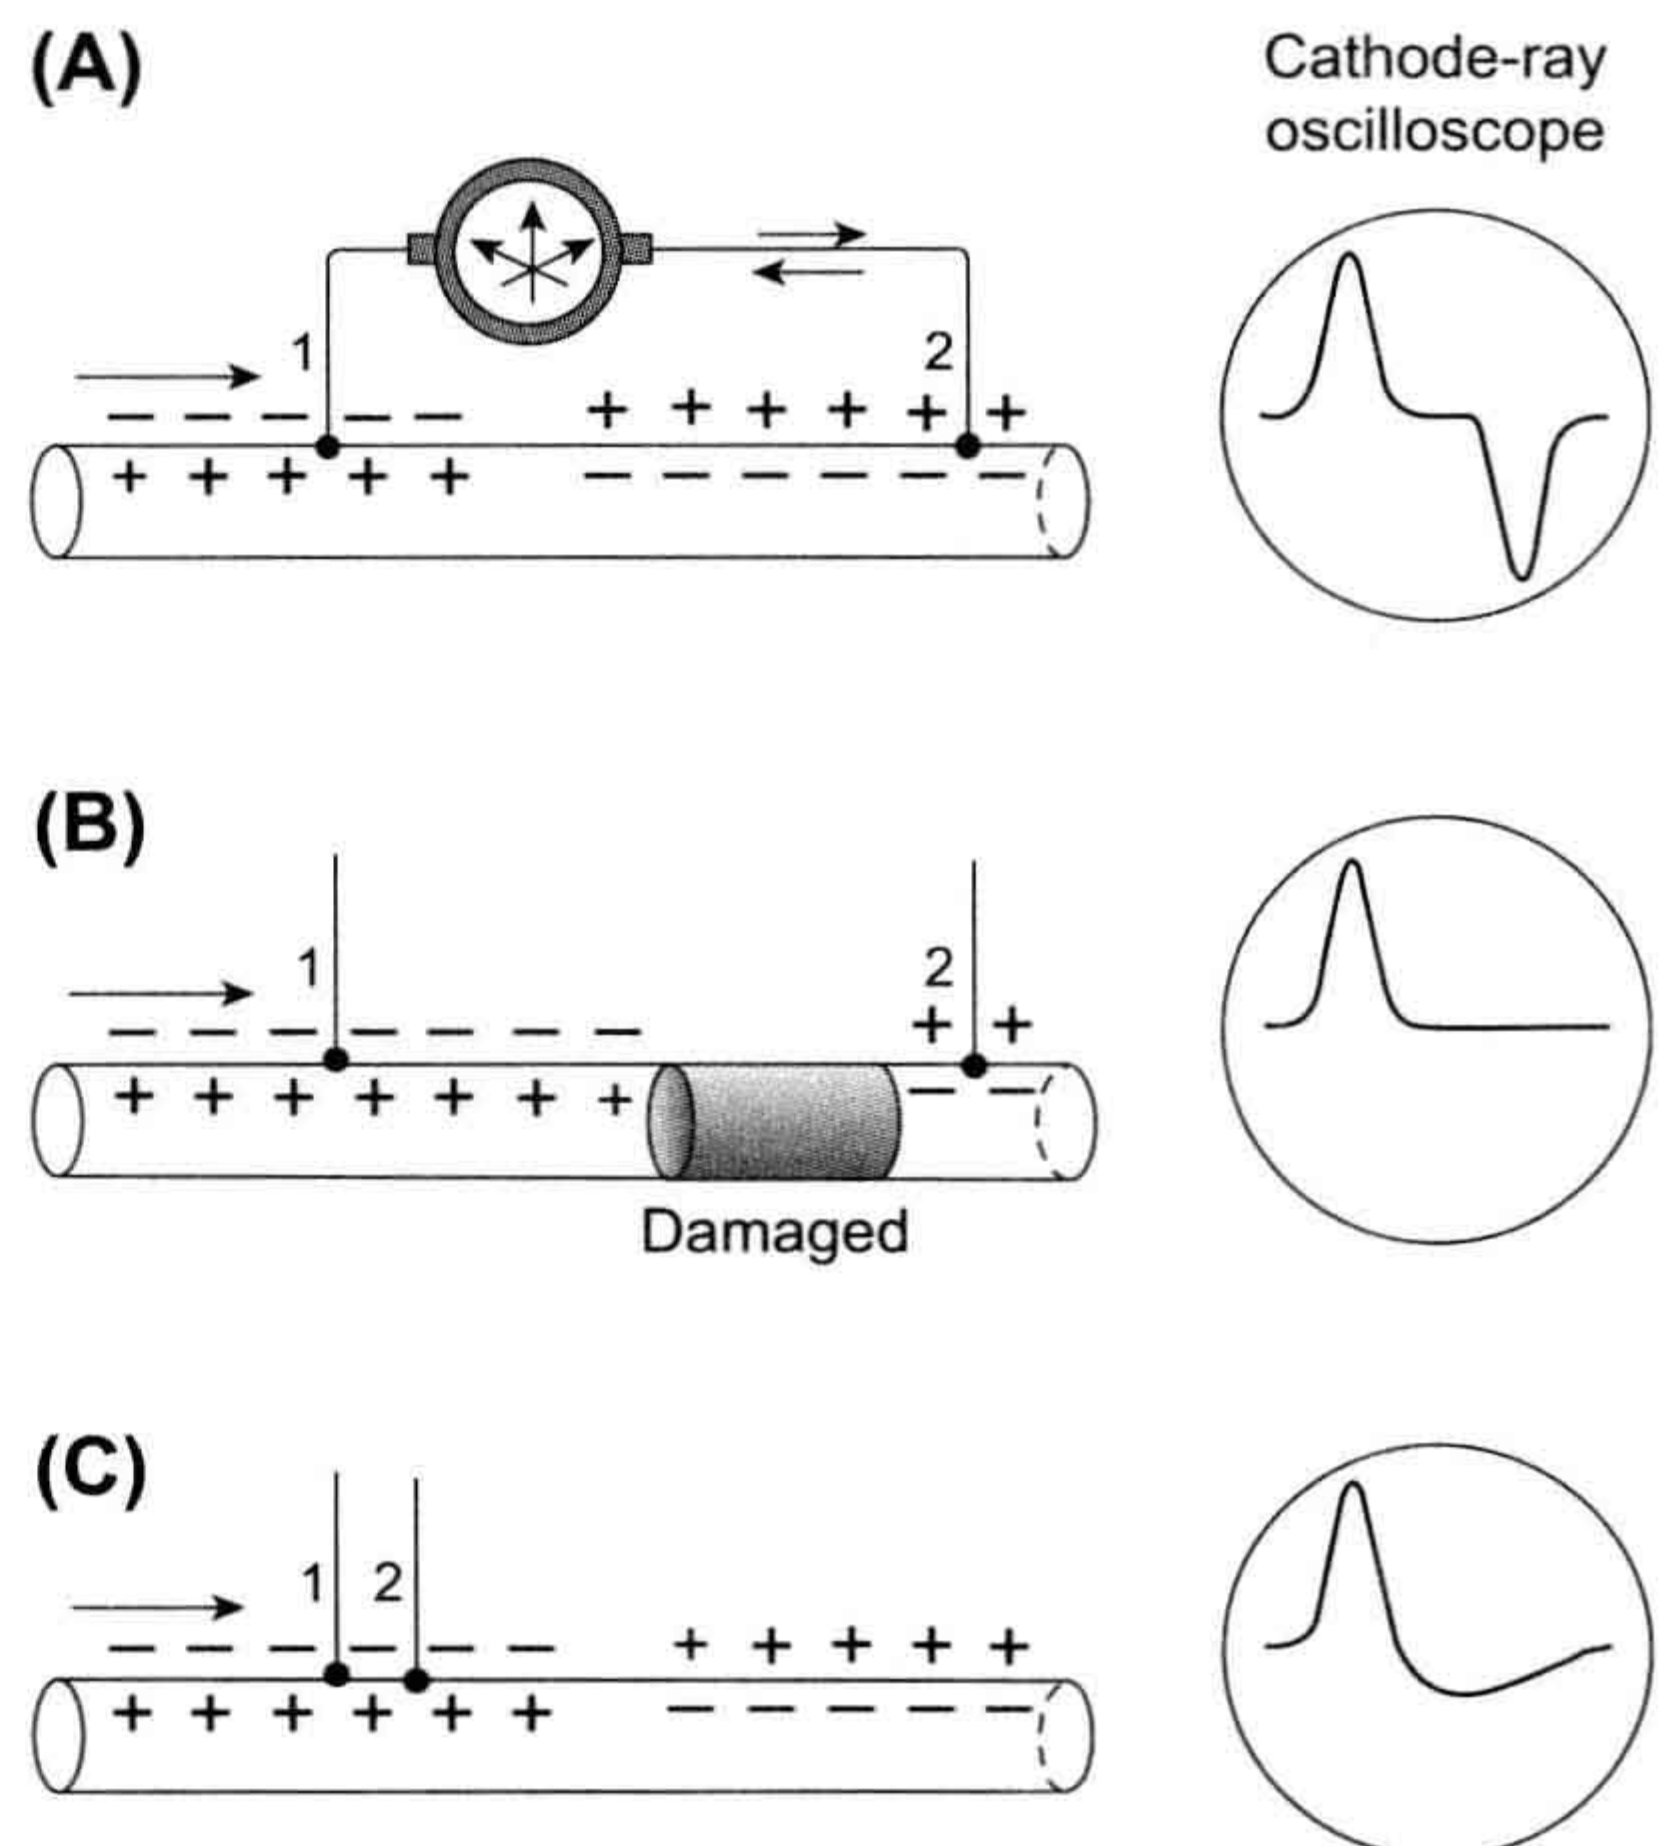 (A)
Cathode-ray
oscilloscope
1
2
− − − − −
+ + + + + +
+ + + + +
− − − − − −
(B)
1
2
− − − − − − −
+ +
+ + + + + + +
− −
Damaged
(C)
1 2
− − − − − −
+ + + + +
+ + + + + +
− − − − −